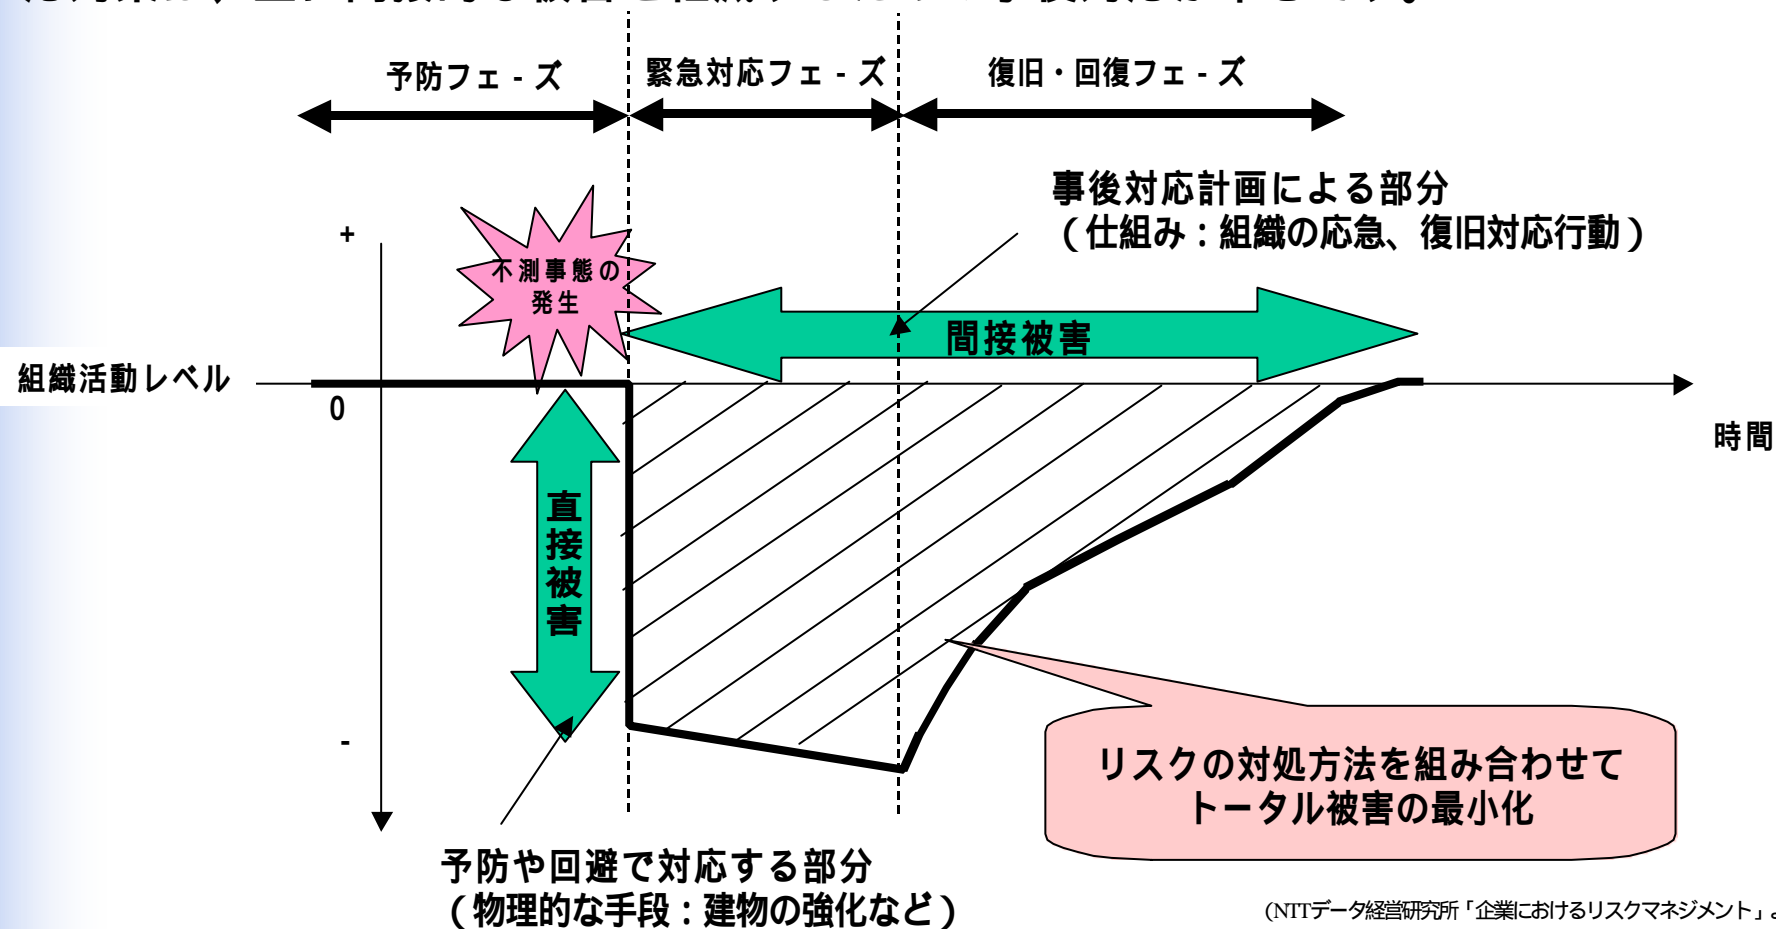 予防フェ-ズ
緊急対応フェ-ズ
復旧・回復フェ-ズ
事後対応計画による部分
(仕組み：組織の応急、復旧対応行動)
+
不測事態の
発生
間接被害
組織活動レベル
0
時間
直接被害
-
リスクの対処方法を組み合わせて
トータル被害の最小化
予防や回避で対応する部分
(物理的な手段：建物の強化など)
(NTTデータ経営研究所「企業におけるリスクマネジメント」